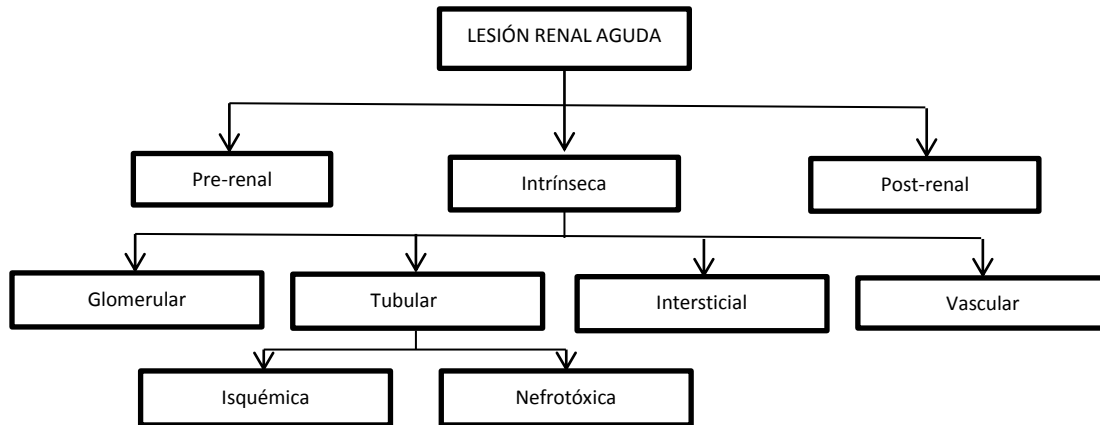 LESIÓN RENAL AGUDA
Pre-renal
Intrínseca
Post-renal
Glomerular
Tubular
Intersticial
Vascular
Isquémica
Nefrotóxica